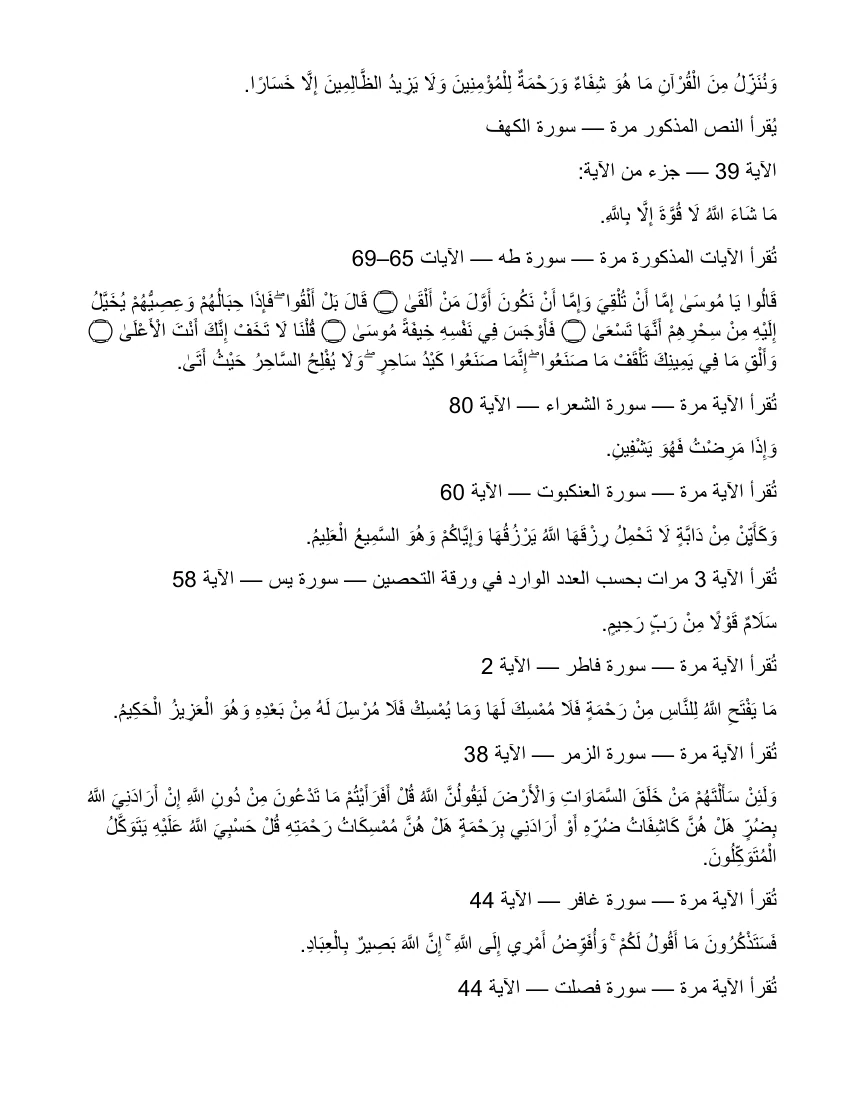 وَنُنَزِّلُ مِنَ الْقُرْآنِ مَا هُوَ شِفَاءٌ وَرَحْمَةٌ لِلْمُؤْمِنِينَ وَلَا يَزِيدُ الظَّالِمِينَ إِلَّا خَسَارًا.
يُقرأ النص المذكور مرة — سورة الكهف
الآية 39 — جزء من الآية:
مَا شَاءَ اللَّهُ لَا قُوَّةَ إِلَّا بِاللَّهِ.
تُقرأ الآيات المذكورة مرة — سورة طه — الآيات 65–69
قَالُوا يَا مُوسَىٰ إِمَّا أَنْ تُلْقِيَ وَإِمَّا أَنْ نَكُونَ أَوَّلَ مَنْ أَلْقَىٰ ۝ قَالَ بَلْ أَلْقُوا ۖ فَإِذَا حِبَالُهُمْ وَعِصِيُّهُمْ يُخَيَّلُ
إِلَيْهِ مِنْ سِحْرِهِمْ أَنَّهَا تَسْعَىٰ ۝ فَأَوْجَسَ فِي نَفْسِهِ خِيفَةً مُوسَىٰ ۝ قُلْنَا لَا تَخَفْ إِنَّكَ أَنْتَ الْأَعْلَىٰ ۝
وَأَلْقِ مَا فِي يَمِينِكَ تَلْقَفْ مَا صَنَعُوا ۖ إِنَّمَا صَنَعُوا كَيْدُ سَاحِرٍ ۖ وَلَا يُفْلِحُ السَّاحِرُ حَيْثُ أَتَىٰ.
تُقرأ الآية مرة — سورة الشعراء — الآية 80
وَإِذَا مَرِضْتُ فَهُوَ يَشْفِينِ.
تُقرأ الآية مرة — سورة العنكبوت — الآية 60
وَكَأَيِّنْ مِنْ دَابَّةٍ لَا تَحْمِلُ رِزْقَهَا اللَّهُ يَرْزُقُهَا وَإِيَّاكُمْ وَهُوَ السَّمِيعُ الْعَلِيمُ.
تُقرأ الآية 3 مرات بحسب العدد الوارد في ورقة التحصين — سورة يس — الآية 58
سَلَامٌ قَوْلًا مِنْ رَبٍّ رَحِيمٍ.
تُقرأ الآية مرة — سورة فاطر — الآية 2
مَا يَفْتَحِ اللَّهُ لِلنَّاسِ مِنْ رَحْمَةٍ فَلَا مُمْسِكَ لَهَا وَمَا يُمْسِكْ فَلَا مُرْسِلَ لَهُ مِنْ بَعْدِهِ وَهُوَ الْعَزِيزُ الْحَكِيمُ.
تُقرأ الآية مرة — سورة الزمر — الآية 38
وَلَئِنْ سَأَلْتَهُمْ مَنْ خَلَقَ السَّمَاوَاتِ وَالْأَرْضَ لَيَقُولُنَّ اللَّهُ قُلْ أَفَرَأَيْتُمْ مَا تَدْعُونَ مِنْ دُونِ اللَّهِ إِنْ أَرَادَنِيَ اللَّهُ
بِضُرٍّ هَلْ هُنَّ كَاشِفَاتُ ضُرِّهِ أَوْ أَرَادَنِي بِرَحْمَةٍ هَلْ هُنَّ مُمْسِكَاتُ رَحْمَتِهِ قُلْ حَسْبِيَ اللَّهُ عَلَيْهِ يَتَوَكَّلُ
الْمُتَوَكِّلُونَ.
تُقرأ الآية مرة — سورة غافر — الآية 44
فَسَتَذْكُرُونَ مَا أَقُولُ لَكُمْ ۚ وَأُفَوِّضُ أَمْرِي إِلَى اللَّهِ ۚ إِنَّ اللَّهَ بَصِيرٌ بِالْعِبَادِ.
تُقرأ الآية مرة — سورة فصلت — الآية 44